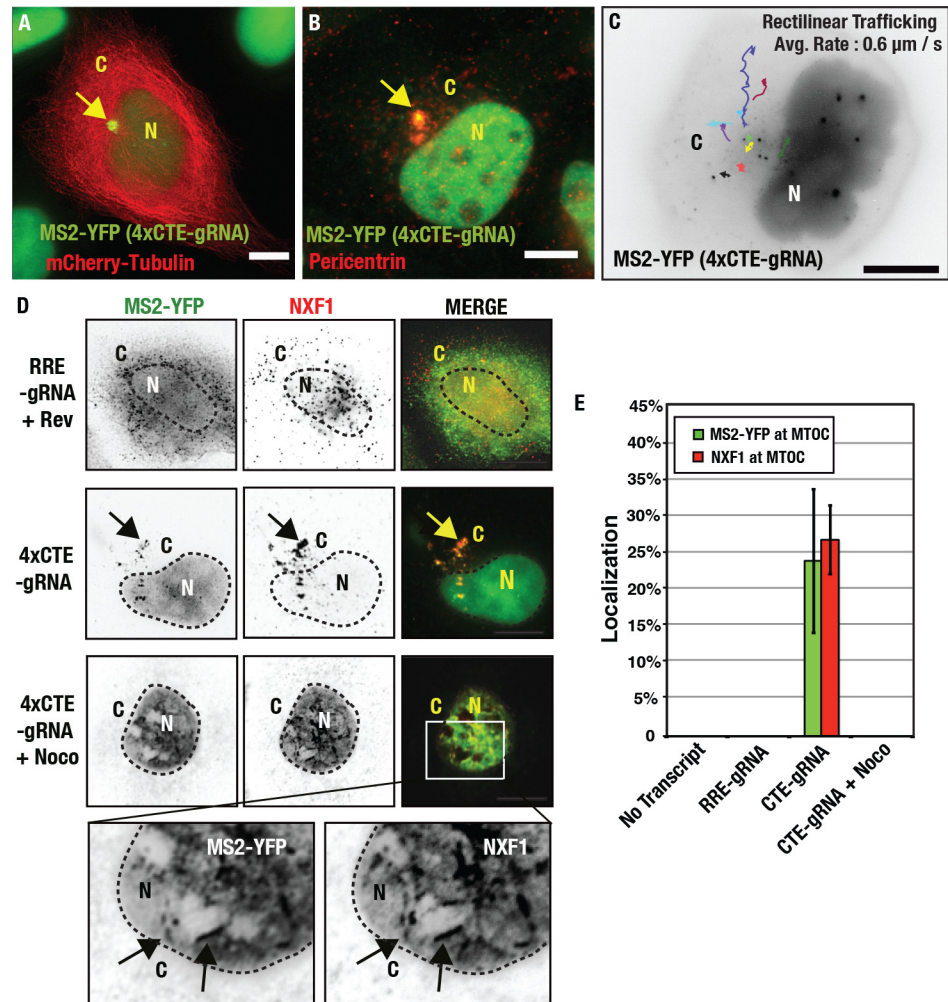 A
C
N
MS2-YFP (4xCTE-gRNA)
mCherry-Tubulin
B
C
N
MS2-YFP (4xCTE-gRNA)
Pericentrin
C
Rectilinear Trafficking
Avg. Rate : 0.6 µm / s
C
N
MS2-YFP (4xCTE-gRNA)
D
MS2-YFP
NXF1
MERGE
RRE
-gRNA
+ Rev
C
N
C
N
C
N
4xCTE
-gRNA
C
N
C
N
C
N
4xCTE
-gRNA
+ Noco
C
N
C
N
C
N
MS2-YFP
N
C
NXF1
N
C
E
45%
40%
35%
30%
25%
20%
15%
10%
5%
0
Localization
MS2-YFP at MTOC
NXF1 at MTOC
No Transcript
RRE-gRNA
CTE-gRNA
CTE-gRNA + Noco